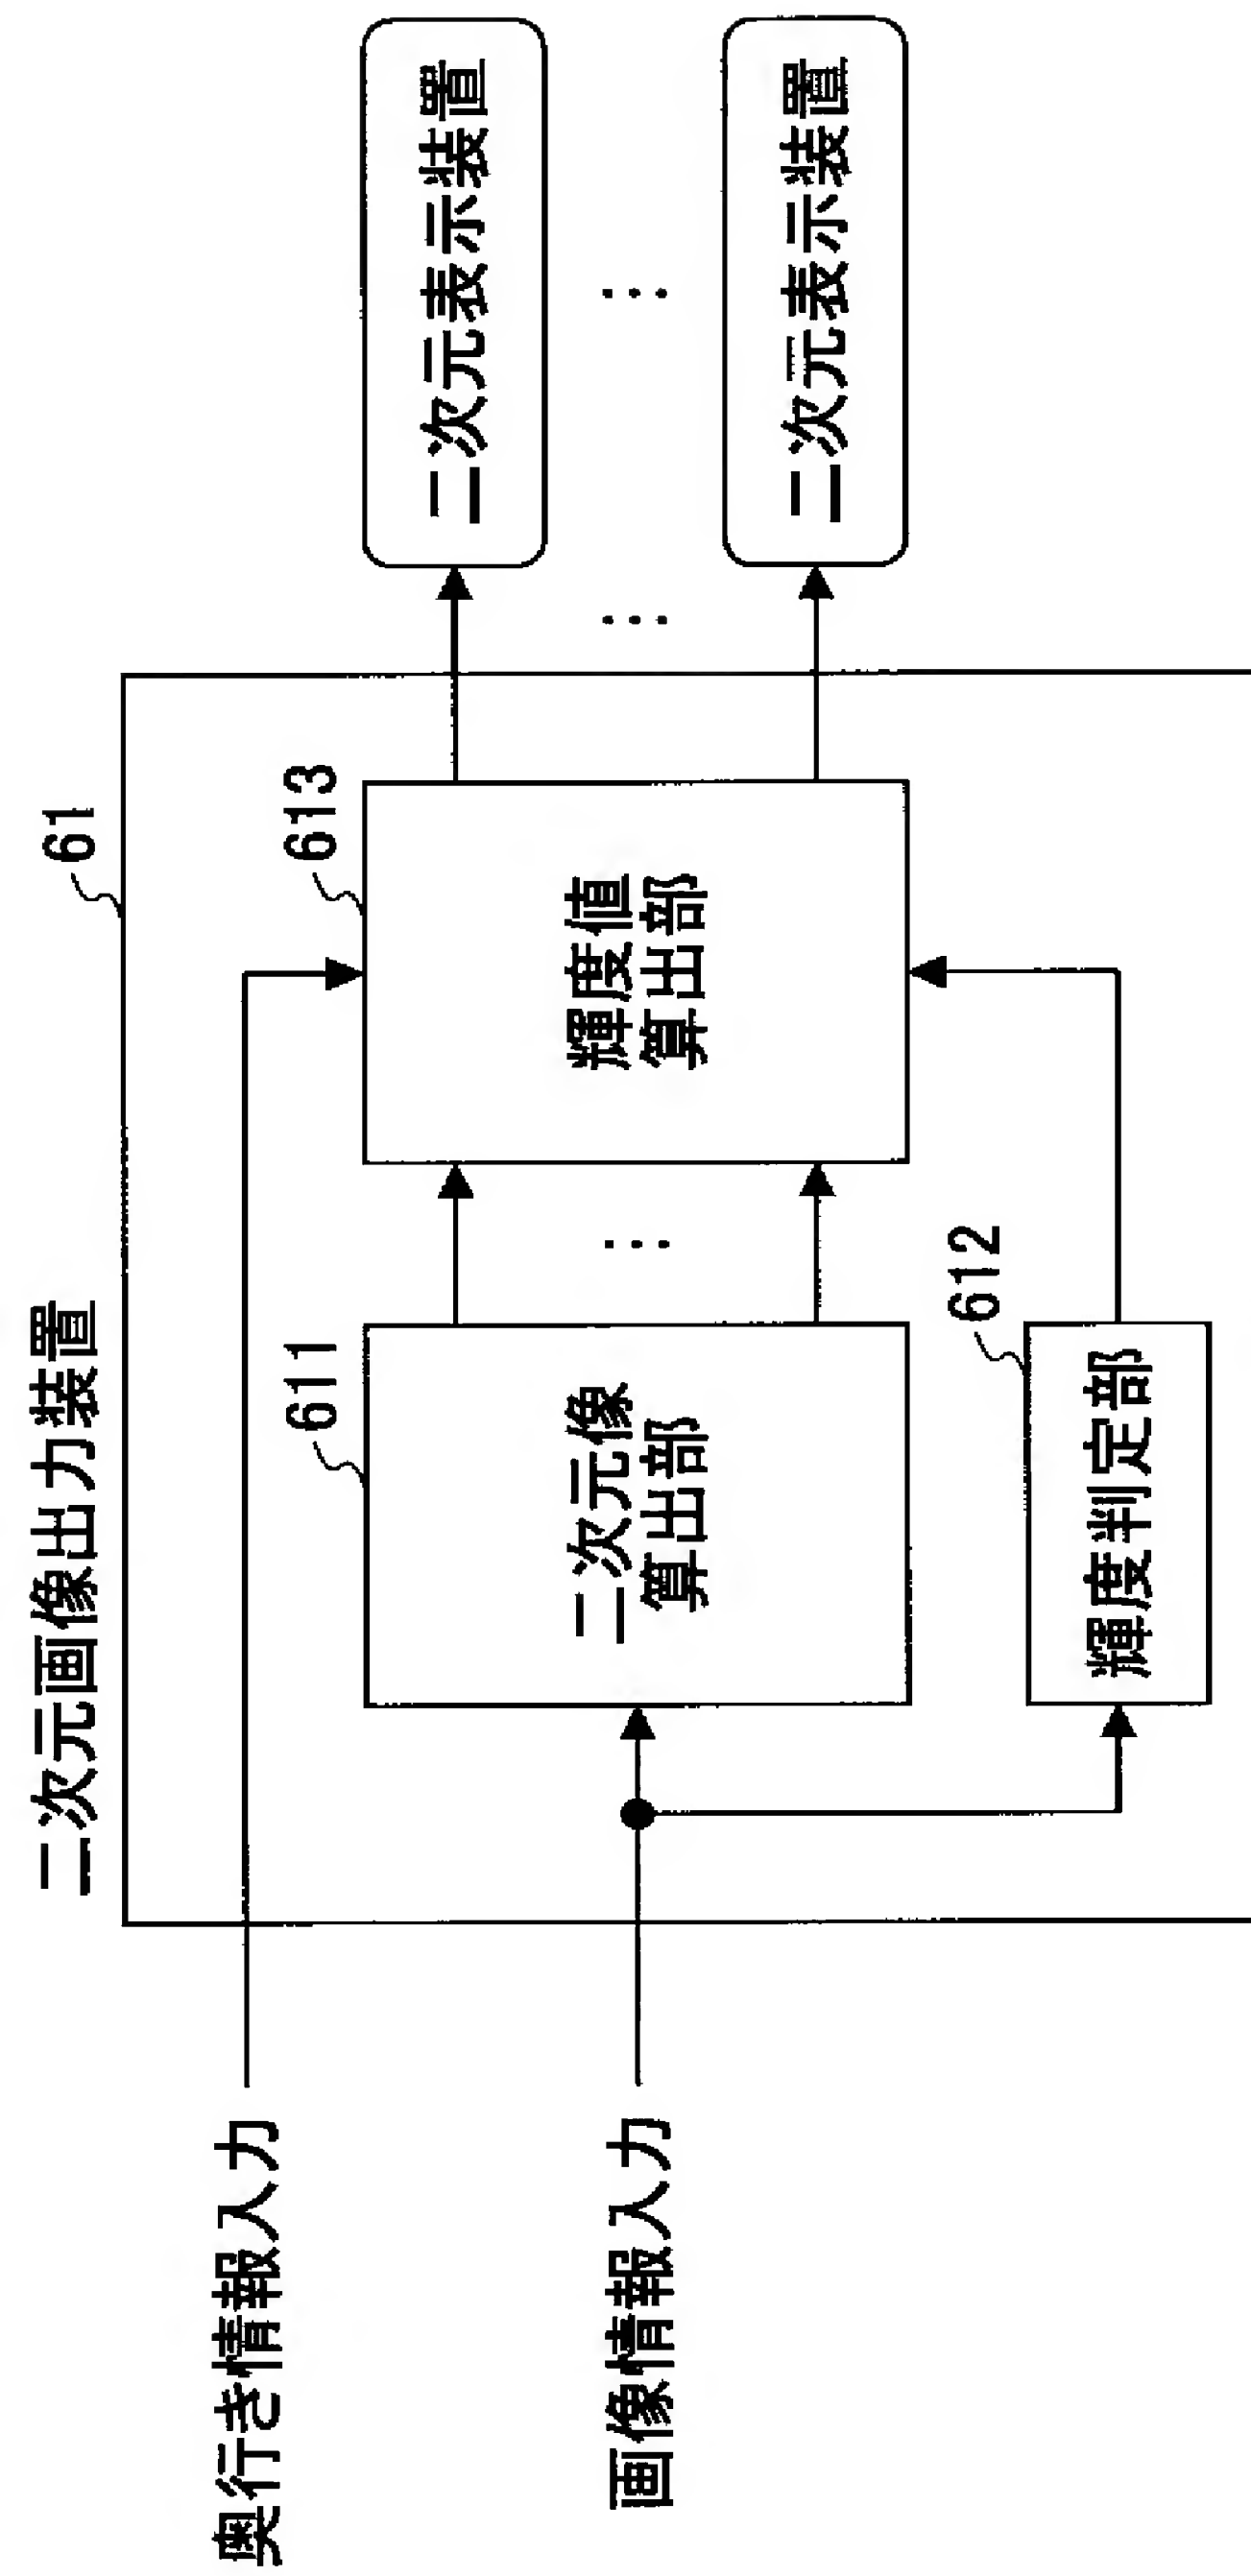 二次元画像出力装置
61
奥行き情報入力
画像情報入力
611
二次元像
算出部
612
輝度判定部
613
輝度値
算出部
⋮
⋮
二次元表示装置
⋮
二次元表示装置